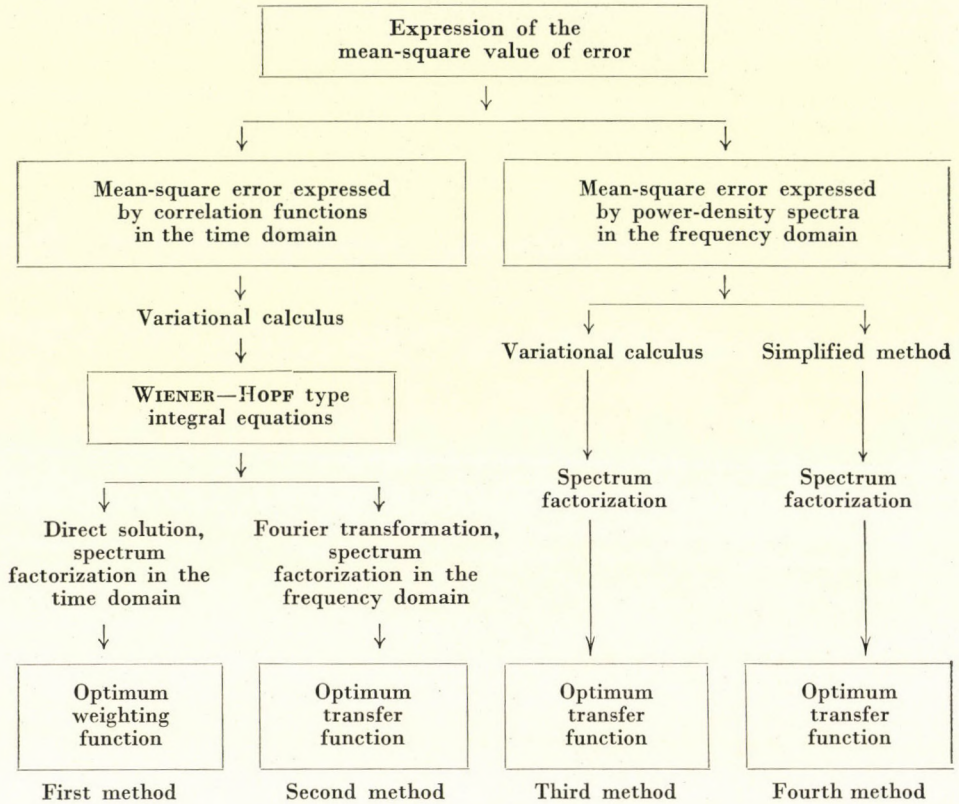 Expression of the
mean-square value of error
Mean-square error expressed
by correlation functions
in the time domain
Mean-square error expressed
by power-density spectra
in the frequency domain
Variational calculus
WIENER—HOPF type
integral equations
Variational calculus
Simplified method
Direct solution,
spectrum
factorization in the
time domain
Fourier transformation,
spectrum
factorization in the
frequency domain
Spectrum
factorization
Spectrum
factorization
Optimum
weighting
function
Optimum
transfer
function
Optimum
transfer
function
Optimum
transfer
function
First method
Second method
Third method
Fourth method